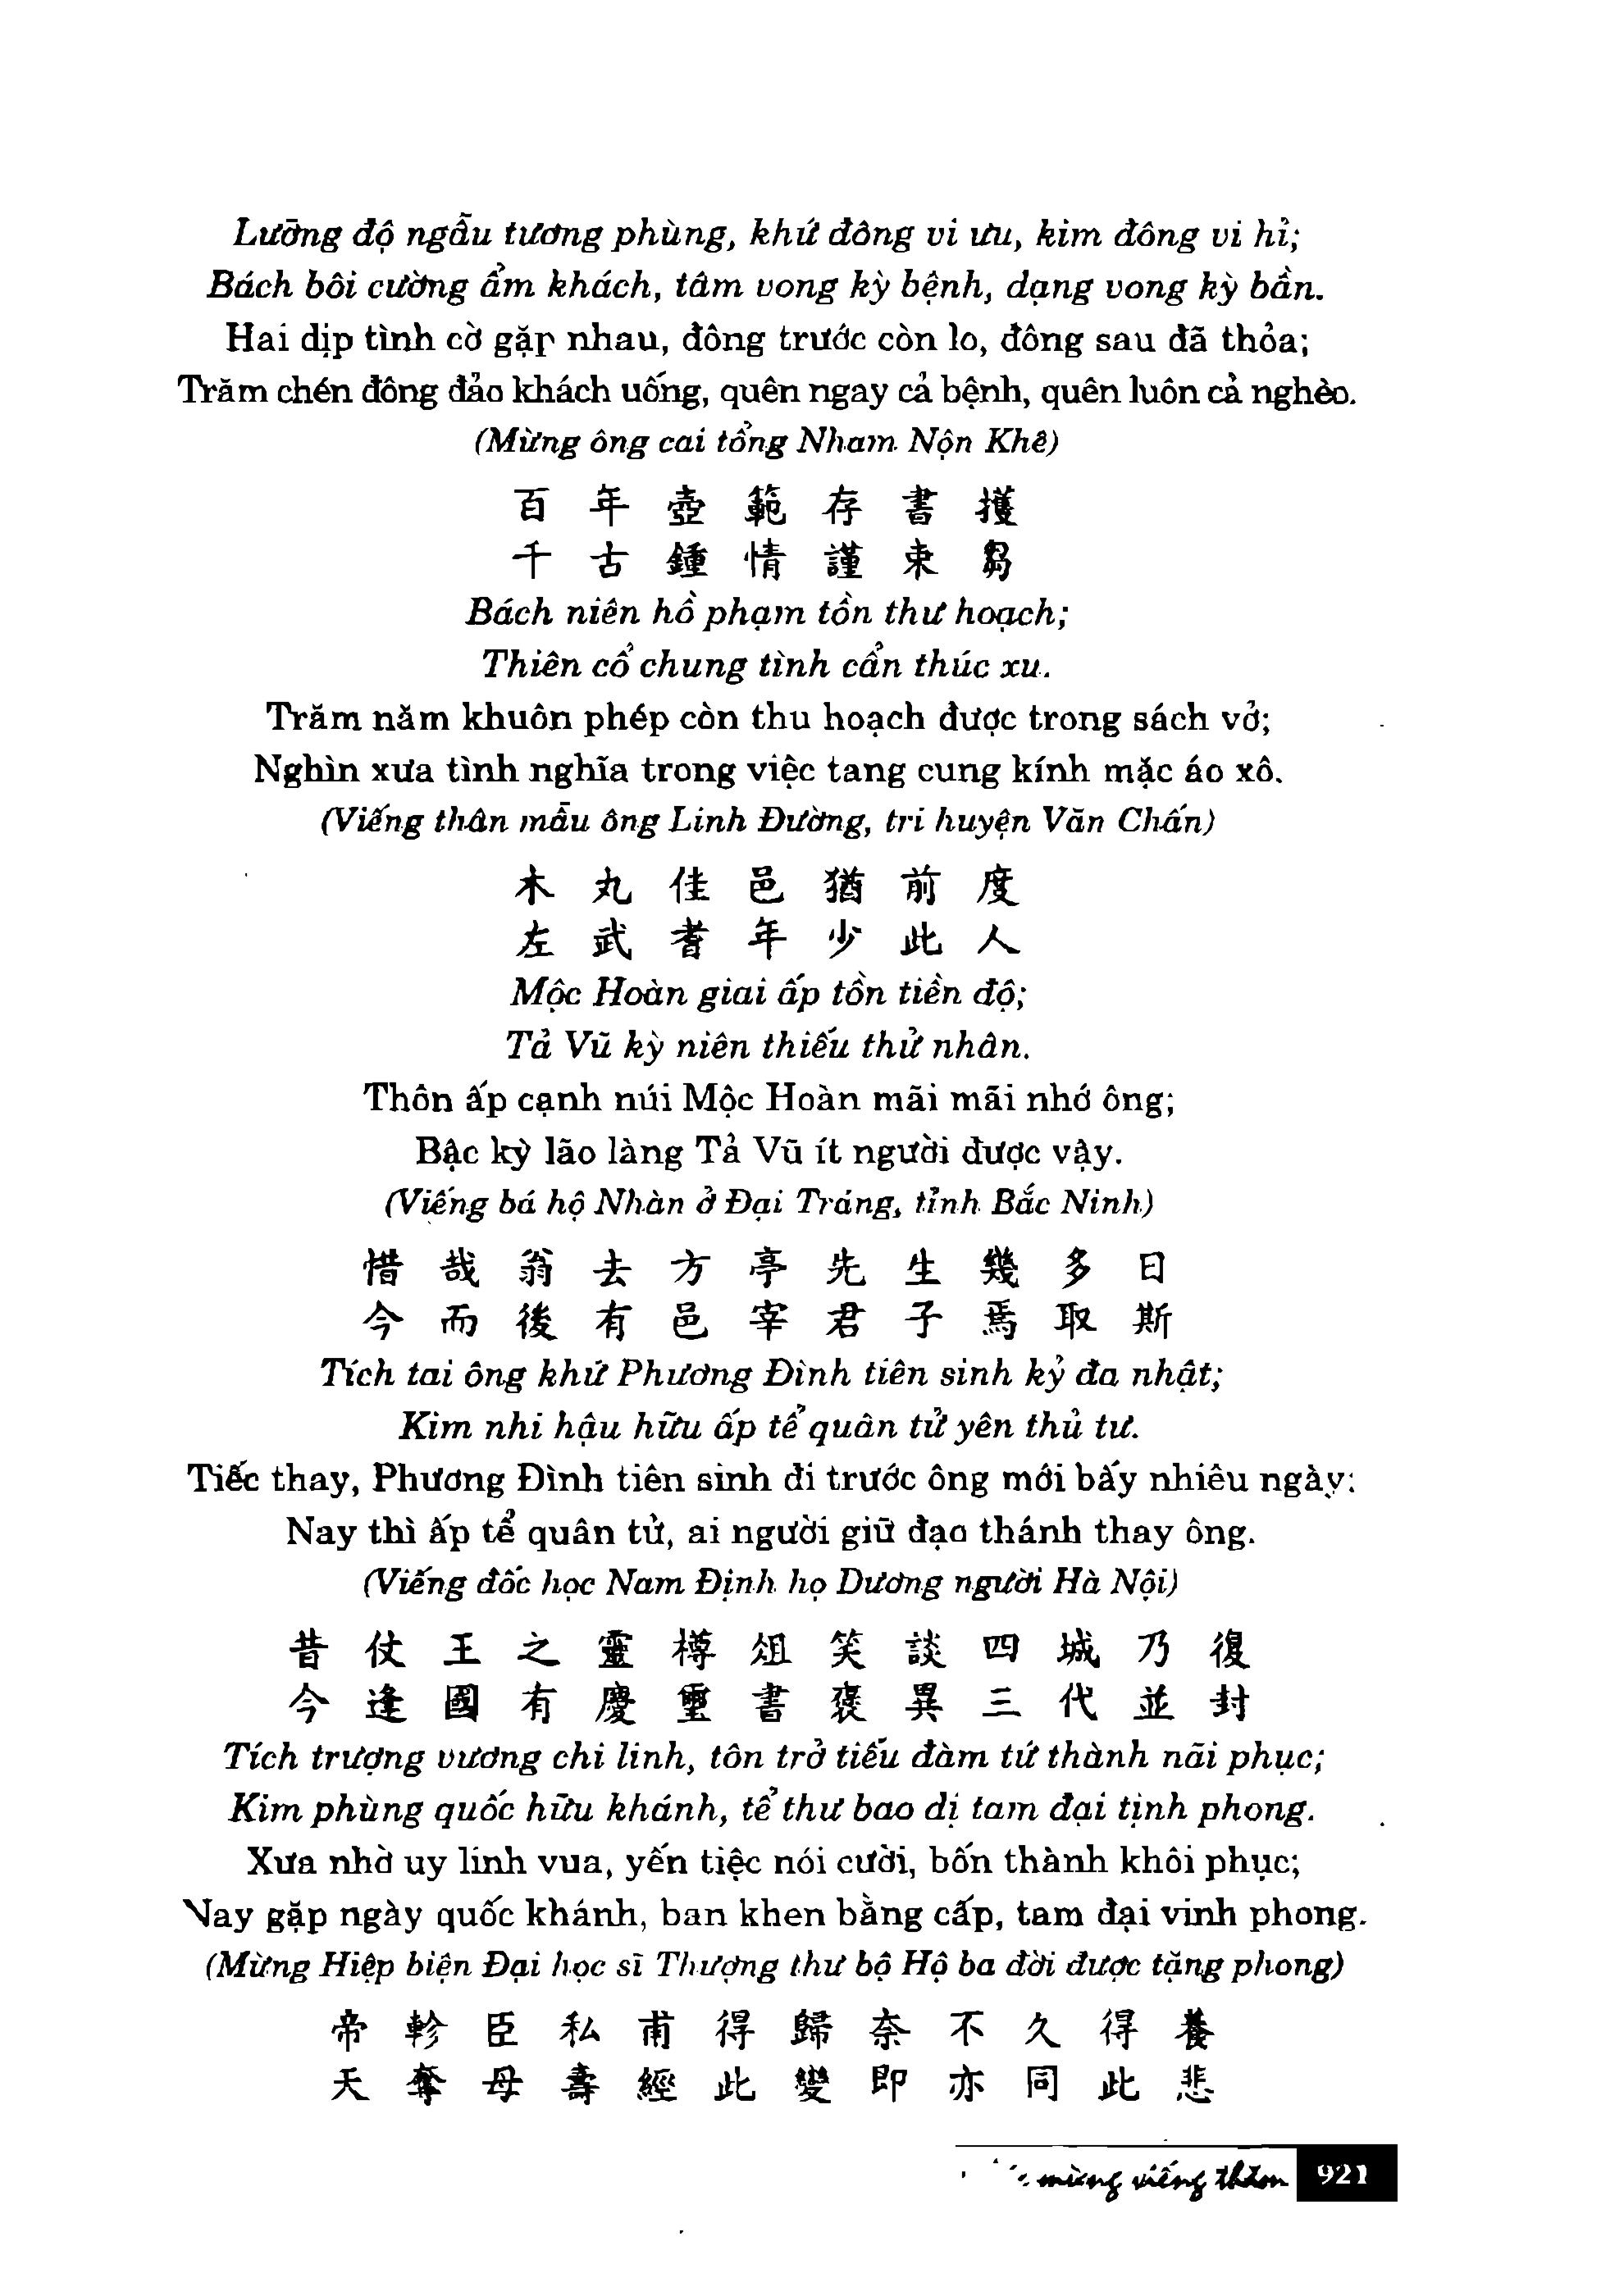 Lưỡng độ ngẫu tương phùng, khứ đông vi ưu, kim đông vi hỉ;
Bách bôi cường ẩm khách, tâm vong kỳ bệnh, dạng vong kỳ bần.
Hai dịp tình cờ gặp nhau, đông trước còn lo, đông sau đã thỏa;
Trăm chén đông đảo khách uống, quên ngay cả bệnh, quên luôn cả nghèo.
(Mừng ông cai tổng Nham Nộn Khê)
百 年 壺 範 存 書 擭
千 古 鍾 情 謹 束 芻
Bách niên hồ phạm tồn thư hoạch;
Thiên cổ chung tình cẩn thúc xu.
Trăm năm khuôn phép còn thu hoạch được trong sách vở;
Nghìn xưa tình nghĩa trong việc tang cung kính mặc áo xô.
(Viếng thân mẫu ông Linh Đường, tri huyện Văn Chấn)
木 丸 佳 邑 猶 前 度
左 武 耆 年 少 此 人
Mộc Hoàn giai ấp tồn tiền độ;
Tả Vũ kỳ niên thiếu thử nhân.
Thôn ấp cạnh núi Mộc Hoàn mãi mãi nhớ ông;
Bậc kỳ lão làng Tả Vũ ít người được vậy.
(Viếng bá hộ Nhàn ở Đại Tráng, tỉnh Bắc Ninh)
惜 哉 翁 去 方 亭 先 生 幾 多 日
今 而 後 有 邑 宰 君 子 焉 取 斯
Tích tai ông khứ Phương Đình tiên sinh kỷ đa nhật;
Kim nhi hậu hữu ấp tể quân tử yên thủ tư.
Tiếc thay, Phương Đình tiên sinh đi trước ông mới bấy nhiêu ngày;
Nay thì ấp tể quân tử, ai người giữ đạo thánh thay ông.
(Viếng đốc học Nam Định họ Dương người Hà Nội)
昔 仗 王 之 靈 樽 俎 笑 談 四 城 乃 復
今 逢 國 有 慶 璽 書 褒 異 三 代 並 封
Tích trượng vương chi linh, tôn trở tiếu đàm tứ thành nãi phục;
Kim phùng quốc hữu khánh, tể thư bao dị tam đại tịnh phong.
Xưa nhờ uy linh vua, yến tiệc nói cười, bốn thành khôi phục;
Nay gặp ngày quốc khánh, ban khen bằng cấp, tam đại vinh phong.
(Mừng Hiệp biện Đại học sĩ Thượng thư bộ Hộ ba đời được tặng phong)
帝 軫 臣 私 甫 得 歸 奈 不 久 得 養
天 奪 母 壽 經 此 變 即 亦 同 此 悲
mừng viếng thăm 921